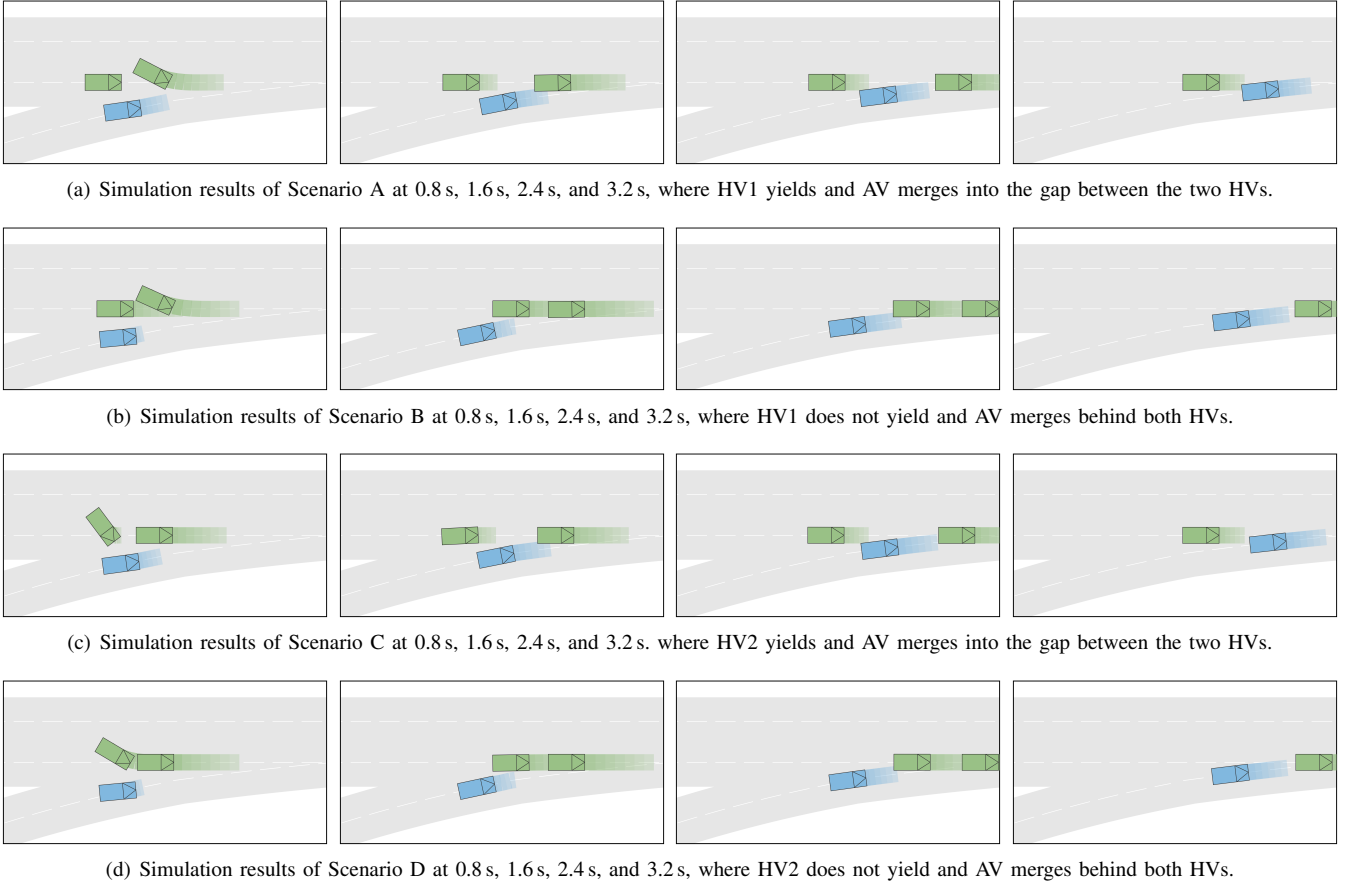 (a) Simulation results of Scenario A at 0.8 s, 1.6 s, 2.4 s, and 3.2 s, where HV1 yields and AV merges into the gap between the two HVs.
(b) Simulation results of Scenario B at 0.8 s, 1.6 s, 2.4 s, and 3.2 s, where HV1 does not yield and AV merges behind both HVs.
(c) Simulation results of Scenario C at 0.8 s, 1.6 s, 2.4 s, and 3.2 s. where HV2 yields and AV merges into the gap between the two HVs.
(d) Simulation results of Scenario D at 0.8 s, 1.6 s, 2.4 s, and 3.2 s, where HV2 does not yield and AV merges behind both HVs.